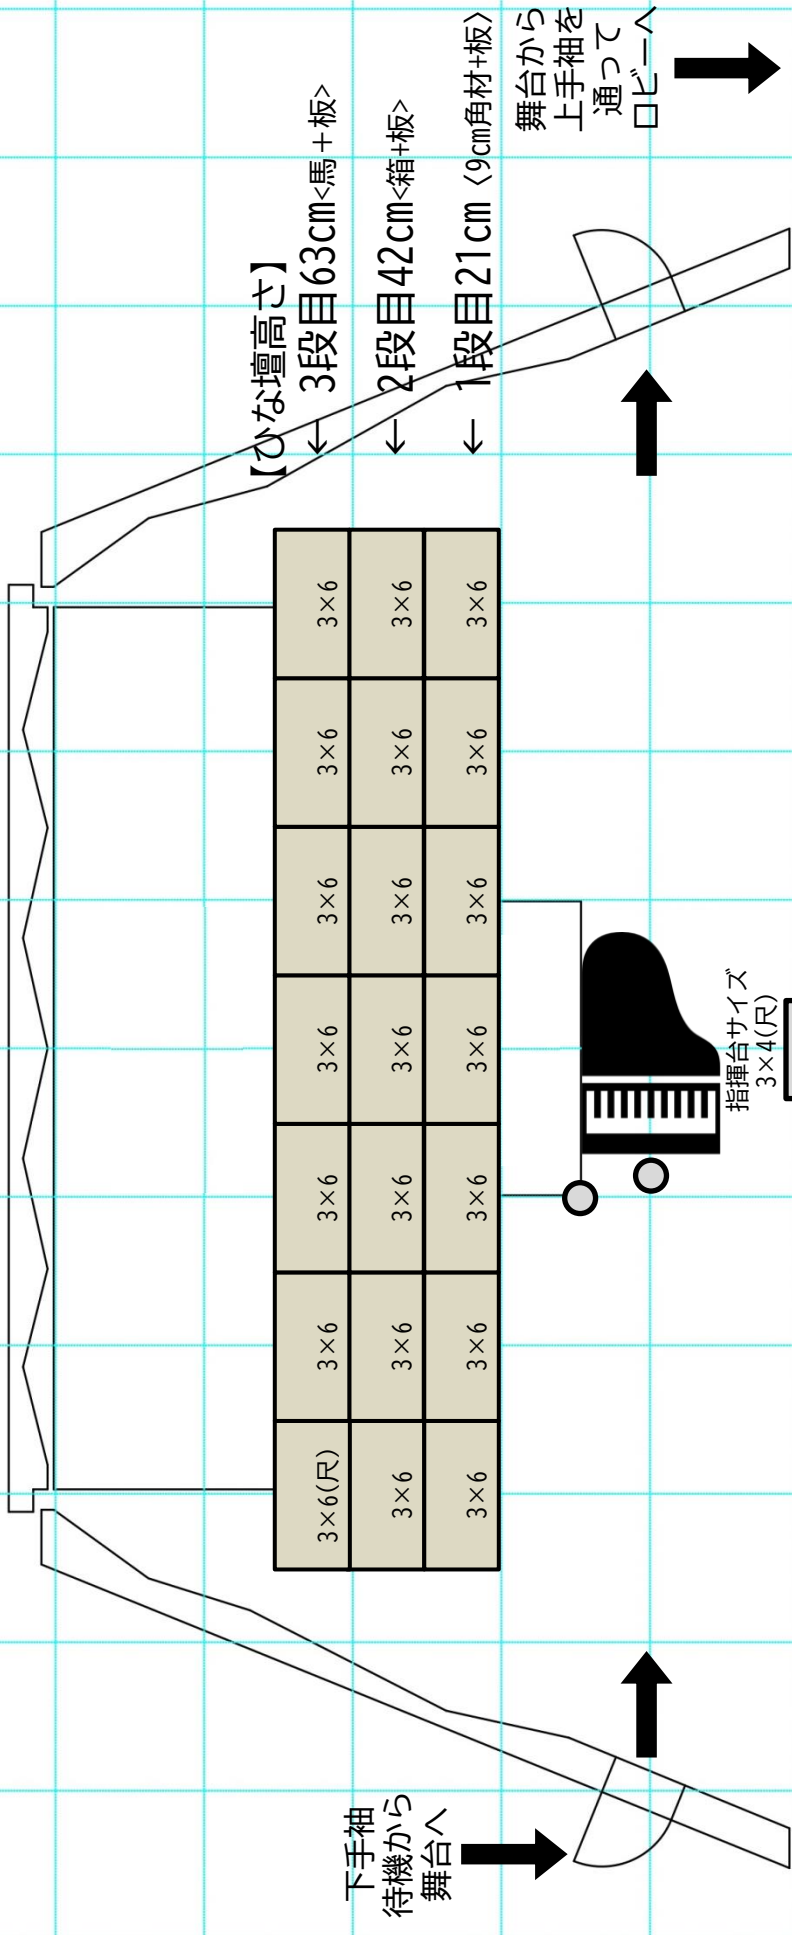 【ひな壇高さ】
← 3段目63cm<馬＋板>
← 2段目42cm<箱+板>
← 1段目21cm〈9cm角材+板〉
舞台から
上手袖を
通って
ロビーへ
3×6(尺) 3×6 3×6 3×6 3×6 3×6 3×6
3×6 3×6 3×6 3×6 3×6 3×6 3×6
3×6 3×6 3×6 3×6 3×6 3×6 3×6
指揮台サイズ
3×4(尺)
下手袖
待機から
舞台へ